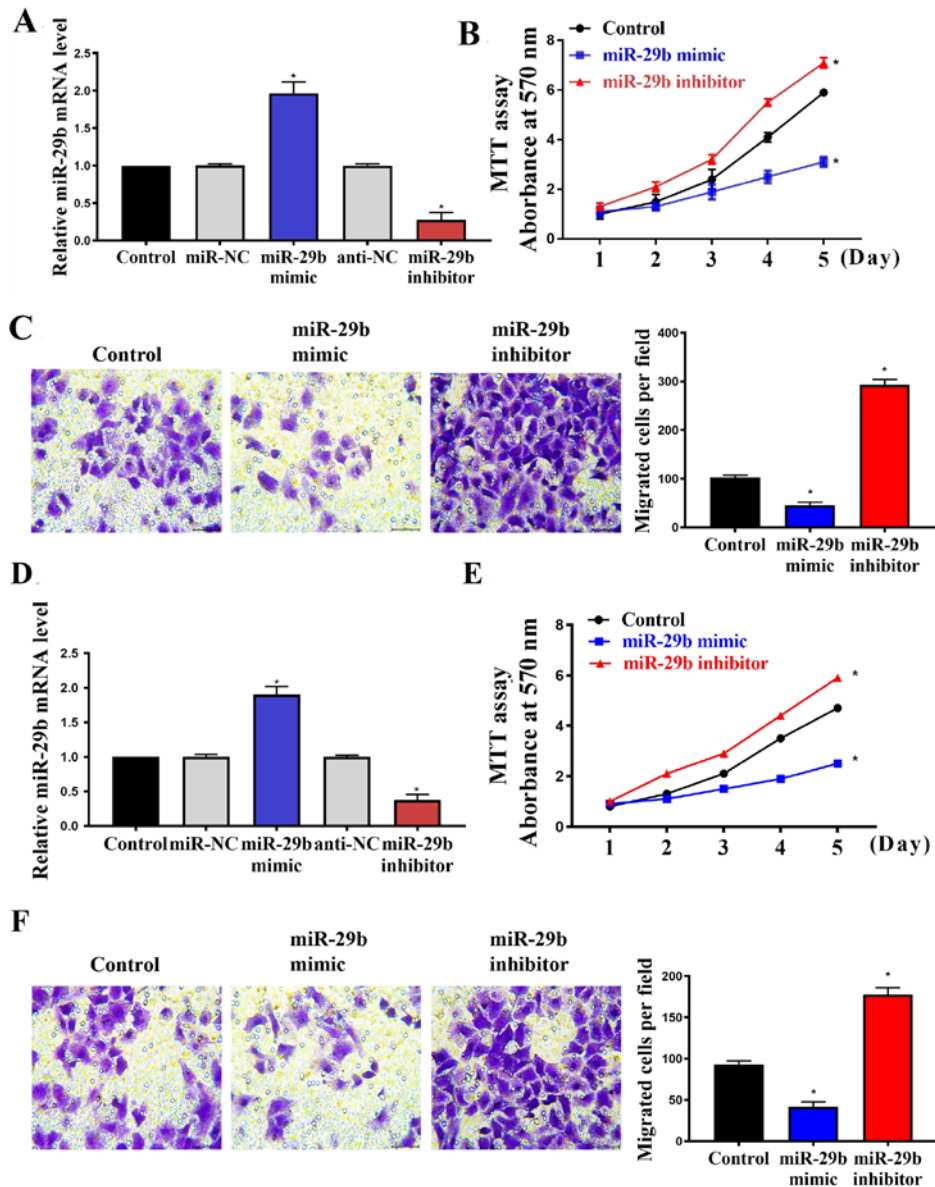 A
Relative miR-29b mRNA level
2.5
2.0
1.5
1.0
0.5
0.0
*
*
Control
miR-NC
miR-29b
mimic
anti-NC
miR-29b
inhibitor
B
Control
miR-29b mimic
miR-29b inhibitor
MTT assay
Aborbance at 570 nm
8
6
4
2
0
*
*
1 2 3 4 5 (Day)
C
Control
miR-29b
mimic
miR-29b
inhibitor
Migrated cells per field
400
300
200
100
0
*
*
Control
miR-29b
mimic
miR-29b
inhibitor
D
Relative miR-29b mRNA level
2.5
2.0
1.5
1.0
0.5
0.0
*
*
Control
miR-NC
miR-29b
mimic
anti-NC
miR-29b
inhibitor
E
Control
miR-29b mimic
miR-29b inhibitor
MTT assay
Aborbance at 570 nm
8
6
4
2
0
*
*
1 2 3 4 5 (Day)
F
Control
miR-29b
mimic
miR-29b
inhibitor
Migrated cells per field
200
150
100
50
0
*
*
Control
miR-29b
mimic
miR-29b
inhibitor